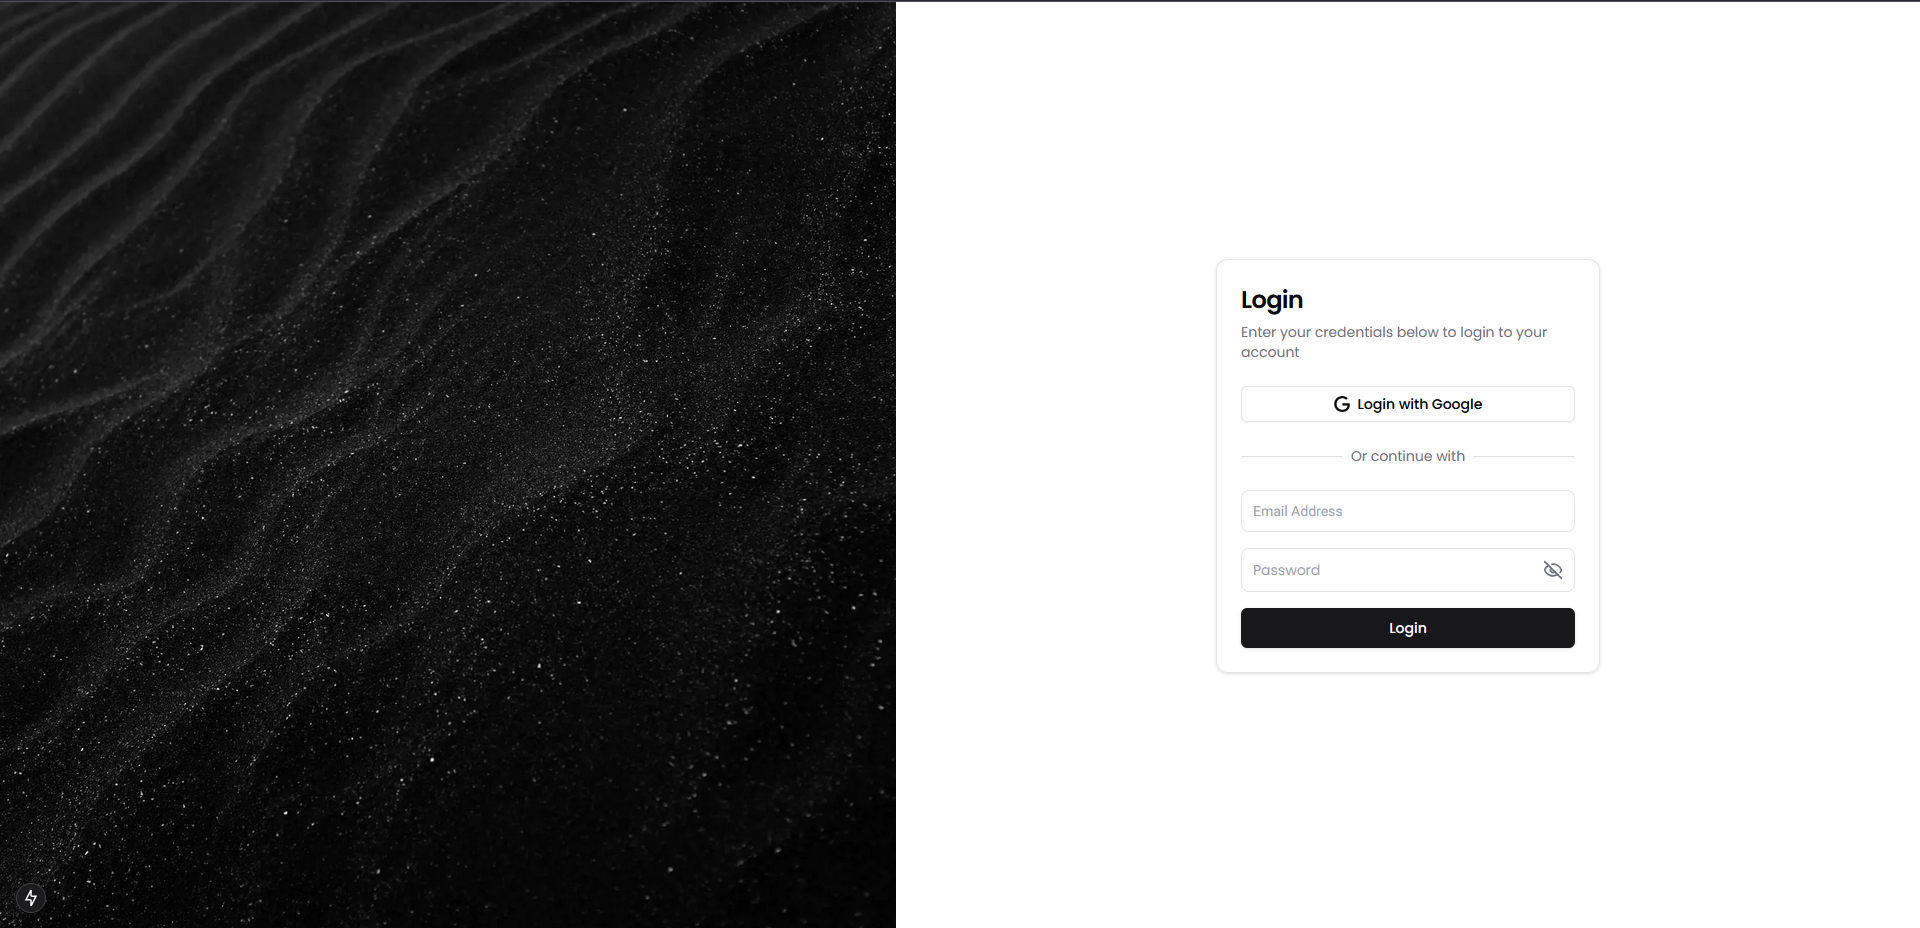 Login
Enter your credentials below to login to your
account
Login with Google
Or continue with
Email Address
Password
Login